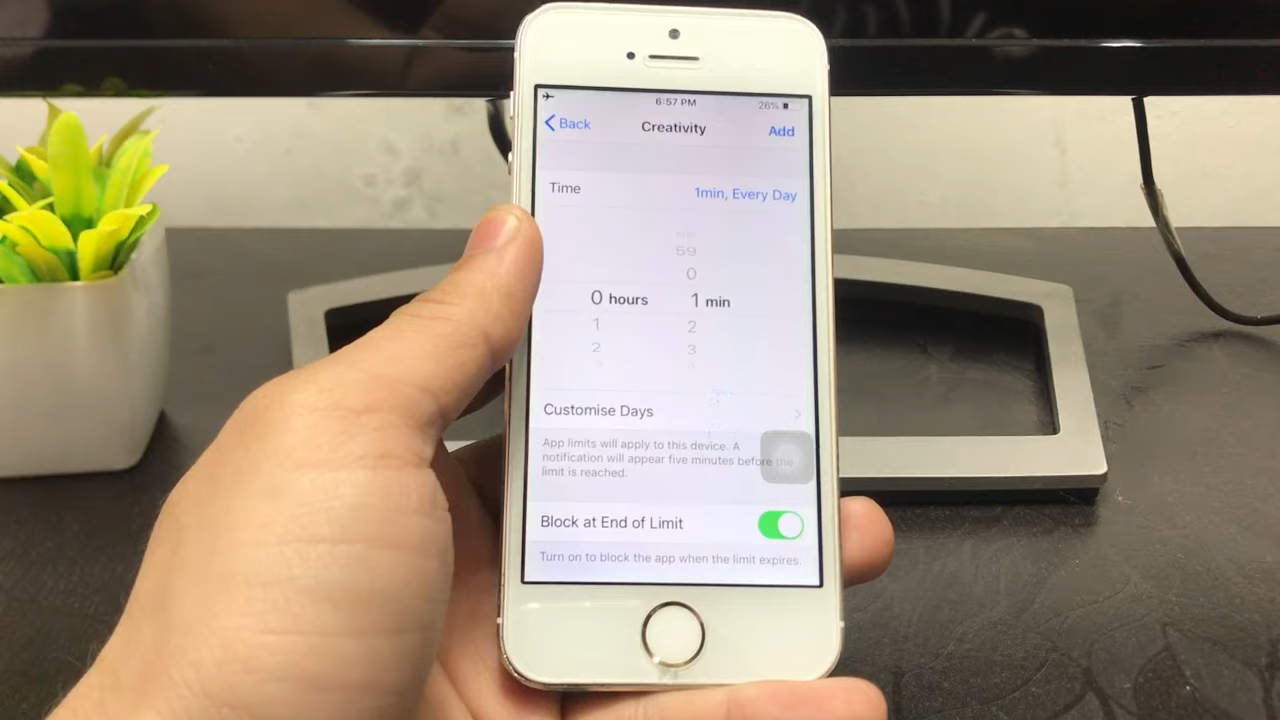 6:57 PM 26%
Back Creativity Add
Time 1min, Every Day
59
0
0 hours 1 min
1 2
2 3
Customise Days
App limits will apply to this device. A
notification will appear five minutes before the
limit is reached.
Block at End of Limit
Turn on to block the app when the limit expires.